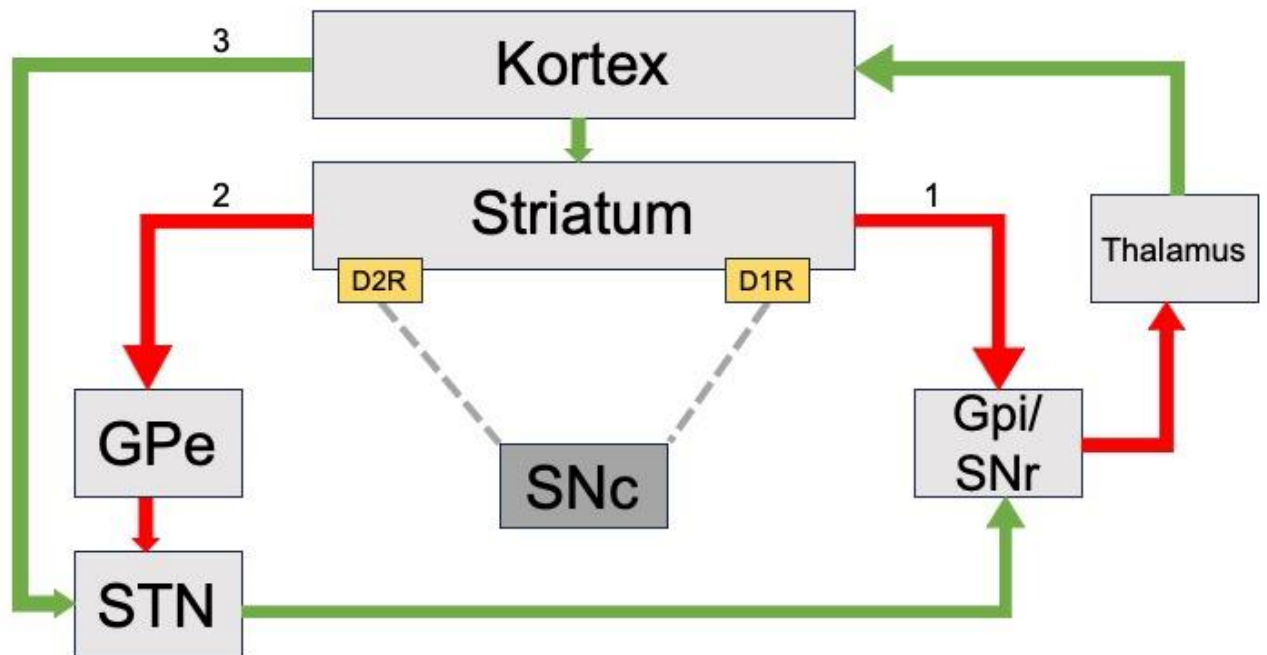 3
Kortex
2
Striatum
1
Thalamus
D2R
D1R
GPe
SNc
Gpi/
SNr
STN